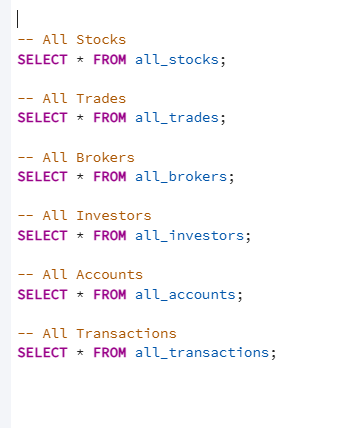 -- All Stocks
SELECT * FROM all_stocks;
-- All Trades
SELECT * FROM all_trades;
-- All Brokers
SELECT * FROM all_brokers;
-- All Investors
SELECT * FROM all_investors;
-- All Accounts
SELECT * FROM all_accounts;
-- All Transactions
SELECT * FROM all_transactions;